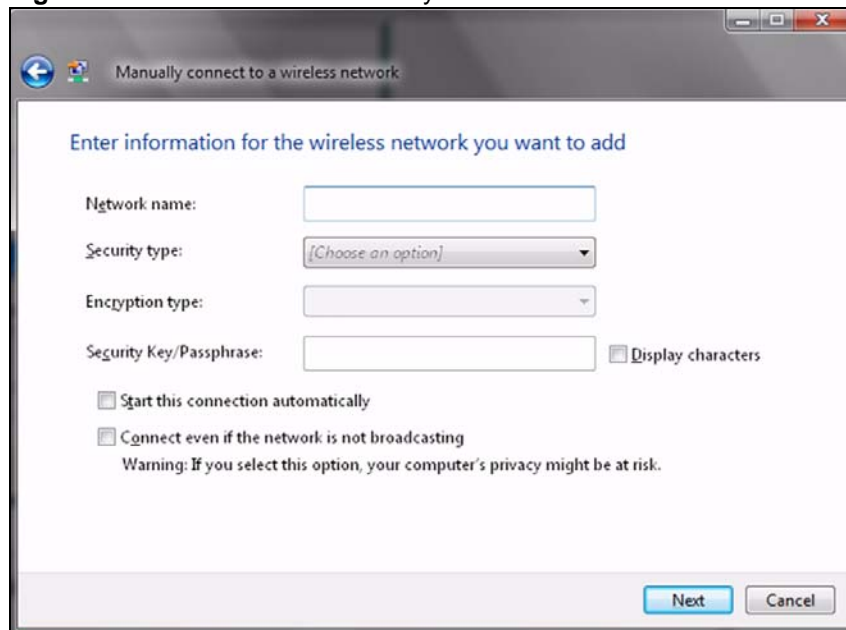 Manually connect to a wireless network
Enter information for the wireless network you want to add
Network name:
Security type: [Choose an option]
Encryption type:
Security Key/Passphrase: Display characters
Start this connection automatically
Connect even if the network is not broadcasting
Warning: If you select this option, your computer's privacy might be at risk.
Next Cancel